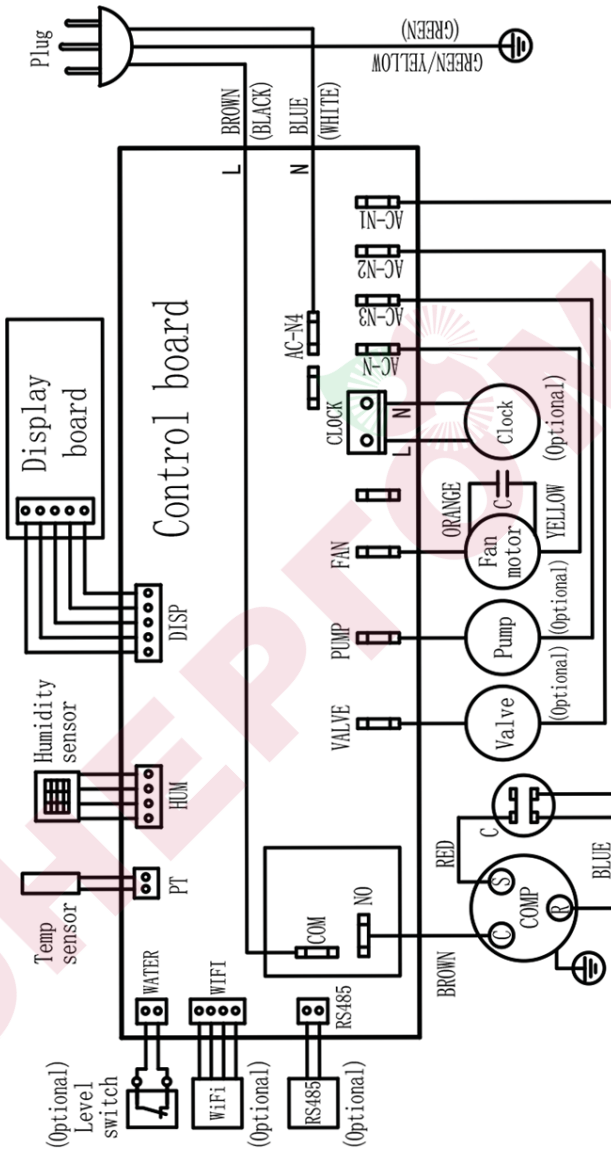 Plug
BROWN
(BLACK)
BLUE
(WHITE)
GREEN/YELLOW
(GREEN)
L
N
Display
board
Control board
AC-N4
AC-N1
AC-N2
AC-N3
AC-N
CLOCK
L
N
Clock
(Optional)
DISP
FAN
ORANGE
C
Fan
motor
YELLOW
Humidity
sensor
HUM
PUMP
Pump
(Optional)
VALVE
Valve
(Optional)
Temp
sensor
PT
COM
NO
RED
C
S
C
COMP
R
BROWN
BLUE
(Optional)
Level
switch
WATER
WiFi
WIFI
(Optional)
RS485
RS485
(Optional)